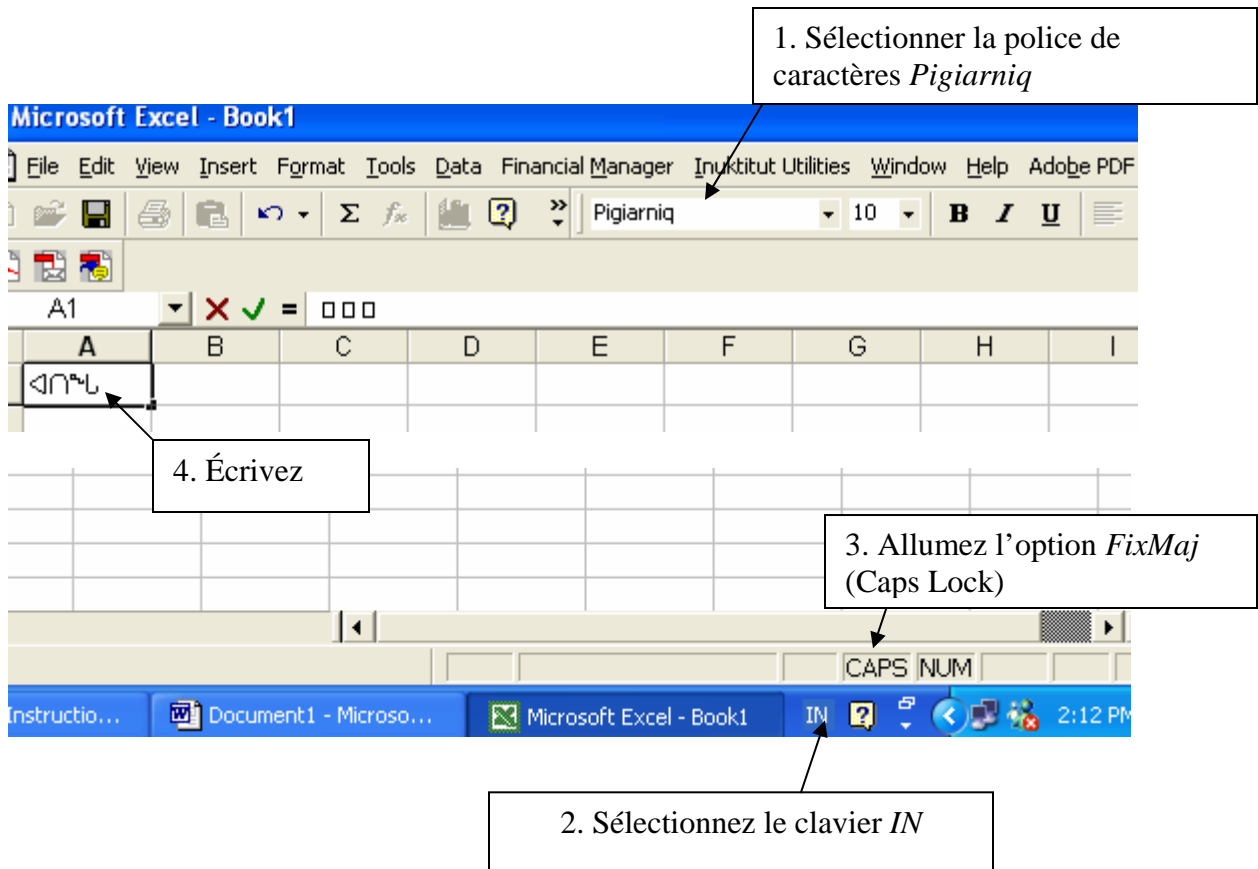 1. Sélectionner la police de
caractères Pigiarniq
Microsoft Excel - Book1
File Edit View Insert Format Tools Data Financial Manager Inuktitut Utilities Window Help Adobe PDF
Pigiarniq 10 B I U
A1 = □□□
A B C D E F G H I
ᐊᑎᖓ
4. Écrivez
3. Allumez l’option FixMaj
(Caps Lock)
CAPS NUM
Instructio... Document1 - Microso... Microsoft Excel - Book1 IN 2:12 PM
2. Sélectionnez le clavier IN